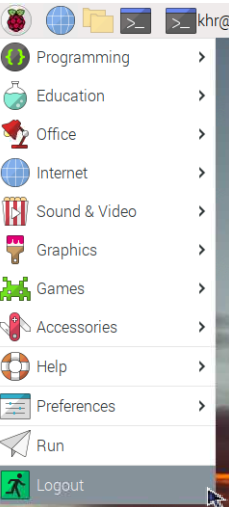 khr@
Programming
Education
Office
Internet
Sound & Video
Graphics
Games
Accessories
Help
Preferences
Run
Logout